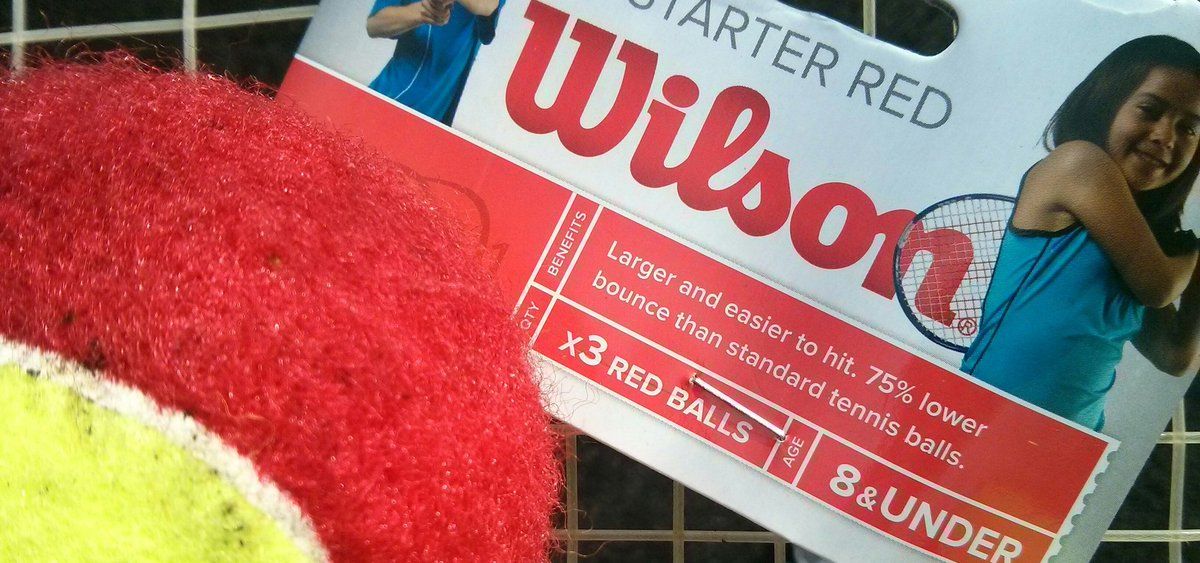 STARTER RED
Wilson®
BENEFITS
Larger and easier to hit. 75% lower
bounce than standard tennis balls.
QTY
x3 RED BALLS
AGE
8 & UNDER